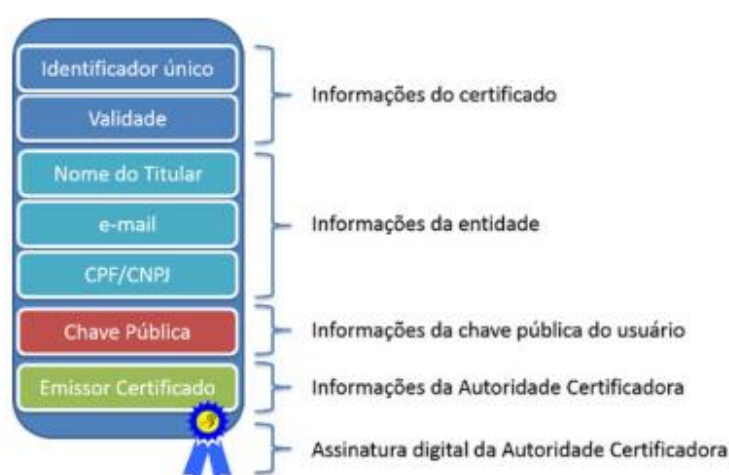 Identificador único
Validade
Informações do certificado
Nome do Titular
e-mail
CPF/CNPJ
Informações da entidade
Chave Pública
Informações da chave pública do usuário
Emissor Certificado
Informações da Autoridade Certificadora
Assinatura digital da Autoridade Certificadora